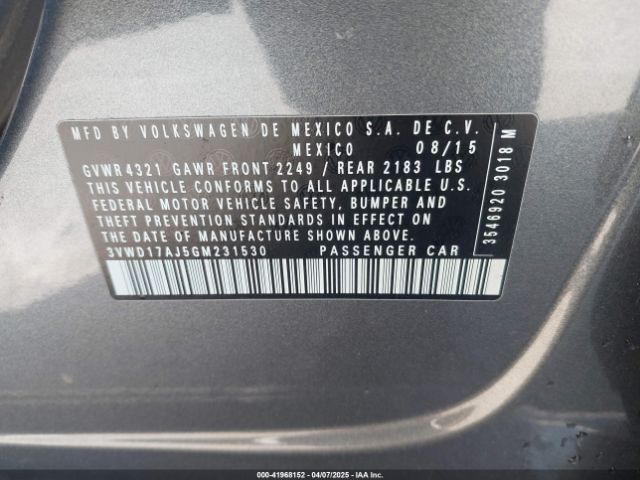 MFD BY VOLKSWAGEN DE MEXICO S.A. DE C.V.
MEXICO 08/15
GVWR 4321 GAWR FRONT 2249 / REAR 2183 LBS
THIS VEHICLE CONFORMS TO ALL APPLICABLE U.S.
FEDERAL MOTOR VEHICLE SAFETY, BUMPER AND
THEFT PREVENTION STANDARDS IN EFFECT ON
THE DATE OF MANUFACTURE SHOWN ABOVE.
3VWD17AJ5GM231530 PASSENGER CAR
3546920 3018 M
000-41968152 - 04/07/2025 - IAAI Inc.